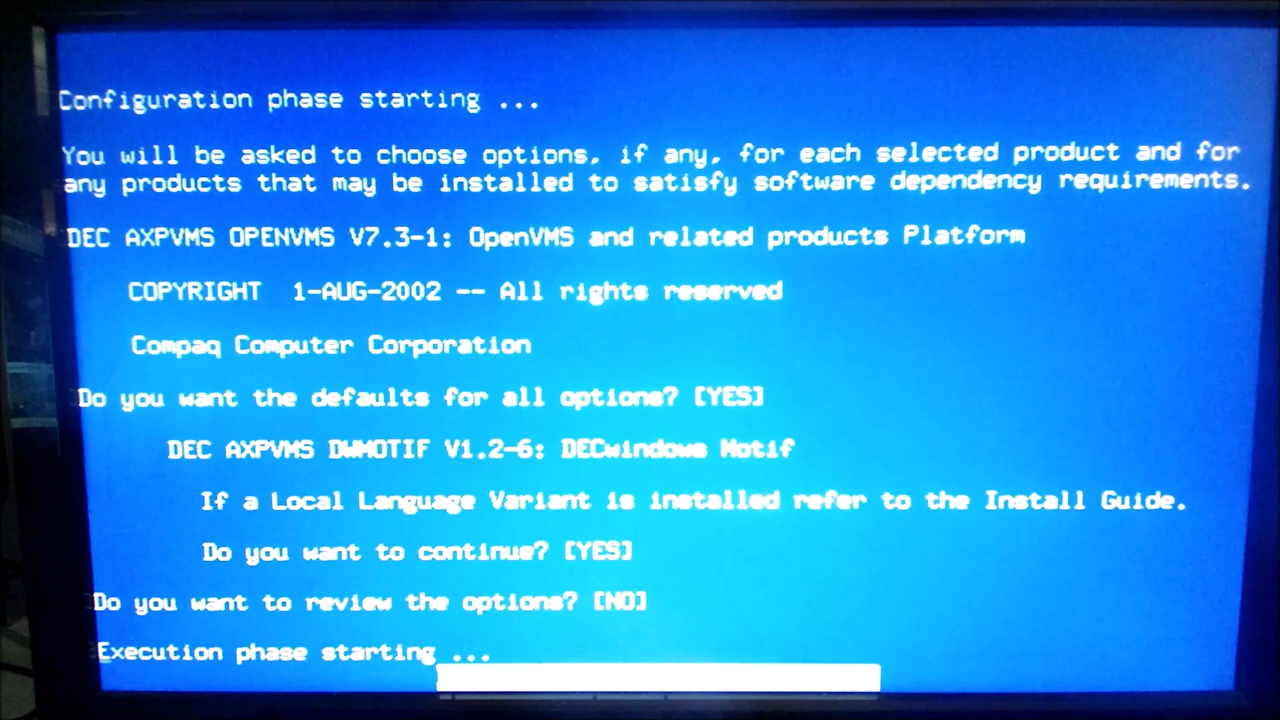 Configuration phase starting ...
You will be asked to choose options, if any, for each selected product and for
any products that may be installed to satisfy software dependency requirements.
DEC AXPVMS OPENVMS V7.3-1: OpenVMS and related products Platform
COPYRIGHT  1-AUG-2002 -- All rights reserved
Compaq Computer Corporation
Do you want the defaults for all options? [YES]
DEC AXPVMS DWMOTIF V1.2-6: DECwindows Motif
If a Local Language Variant is installed refer to the Install Guide.
Do you want to continue? [YES]
Do you want to review the options? [NO]
Execution phase starting ...